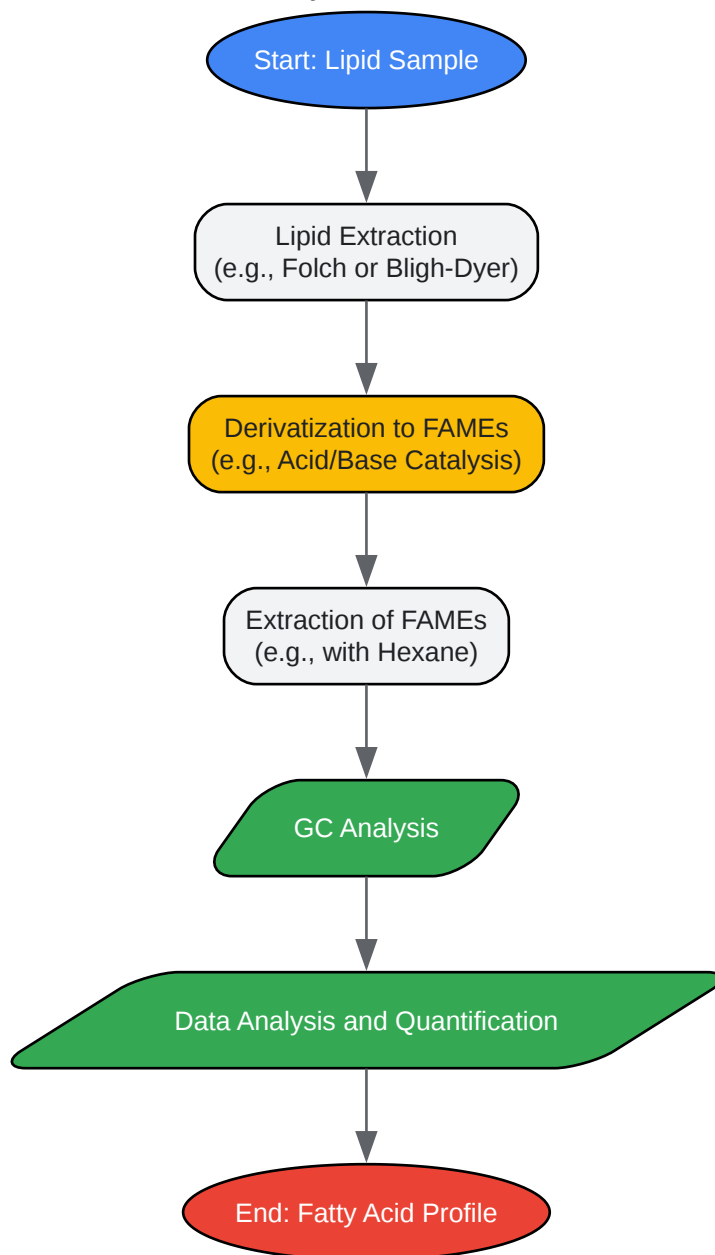 Start: Lipid Sample
Lipid Extraction
(e.g., Folch or Bligh-Dyer)
Derivatization to FAMEs
(e.g., Acid/Base Catalysis)
Extraction of FAMEs
(e.g., with Hexane)
GC Analysis
Data Analysis and Quantification
End: Fatty Acid Profile